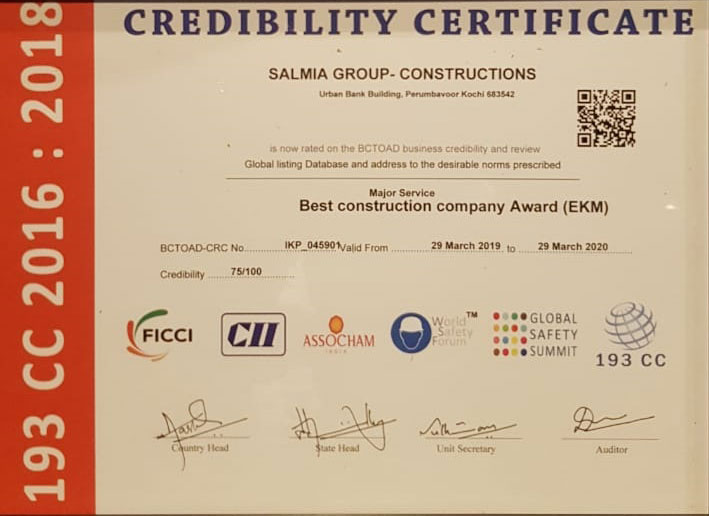 193 CC 2016 : 2018
CREDIBILITY CERTIFICATE
SALMIA GROUP- CONSTRUCTIONS
Urban Bank Building, Perumbavoor Kochi 683542
is now rated on the BCTOAD business credibility and review
Global listing Database and address to the desirable norms prescribed
Major Service
Best construction company Award (EKM)
BCTOAD-CRC No.............. IKP_045901 Valid From .............. 29 March 2019 to ...... 29 March 2020 ........
Credibility ....... 75/100 ...........
FICCI
CII
ASSOCHAM
INDIA
World
Safety
Forum
TM
GLOBAL
SAFETY
SUMMIT
193 CC
Country Head
State Head
Unit Secretary
Auditor